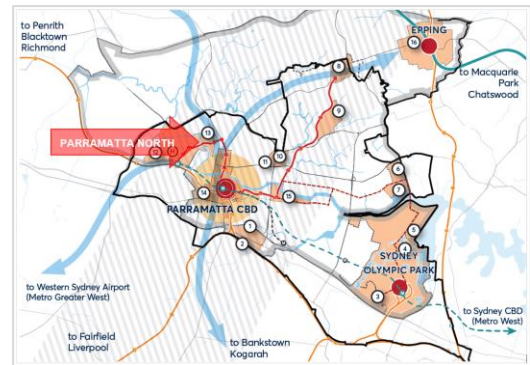 to Penrith
Blacktown
Richmond
EPPING
16
8
to Macquarie
Park
Chatswood
9
13
PARRAMATTA NORTH
12
11
10
6
7
14
15
PARRAMATTA CBD
1
2
5
SYDNEY
4
OLYMPIC PARK
3
to Western Sydney Airport
(Metro Greater West)
to Sydney CBD
(Metro West)
to Fairfield
Liverpool
to Bankstown
Kogarah